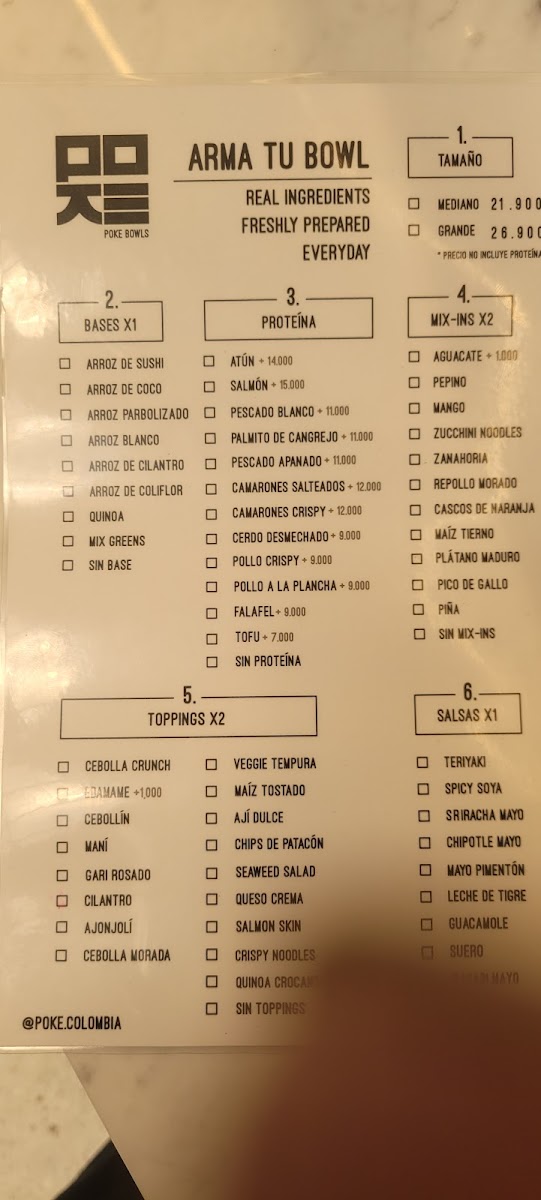 POKE
POKE BOWLS
ARMA TU BOWL
REAL INGREDIENTS
FRESHLY PREPARED
EVERYDAY
1.
TAMAÑO
MEDIANO 21.900
GRANDE 26.900
* PRECIO NO INCLUYE PROTEÍNA
2.
BASES X1
ARROZ DE SUSHI
ARROZ DE COCO
ARROZ PARBOLIZADO
ARROZ BLANCO
ARROZ DE CILANTRO
ARROZ DE COLIFLOR
QUINOA
MIX GREENS
SIN BASE
3.
PROTEÍNA
ATÚN + 14.000
SALMÓN + 15.000
PESCADO BLANCO + 11.000
PALMITO DE CANGREJO + 11.000
PESCADO APANADO + 11.000
CAMARONES SALTEADOS + 12.000
CAMARONES CRISPY + 12.000
CERDO DESMECHADO + 9.000
POLLO CRISPY + 9.000
POLLO A LA PLANCHA + 9.000
FALAFEL + 9.000
TOFU + 7.000
SIN PROTEÍNA
4.
MIX-INS X2
AGUACATE + 1.000
PEPINO
MANGO
ZUCCHINI NOODLES
ZANAHORIA
REPOLLO MORADO
CASCOS DE NARANJA
MAÍZ TIERNO
PLÁTANO MADURO
PICO DE GALLO
PIÑA
SIN MIX-INS
5.
TOPPINGS X2
CEBOLLA CRUNCH
EDAMAME +1,000
CEBOLLÍN
MANÍ
GARI ROSADO
CILANTRO
AJONJOLÍ
CEBOLLA MORADA
VEGGIE TEMPURA
MAÍZ TOSTADO
AJÍ DULCE
CHIPS DE PATACÓN
SEAWEED SALAD
QUESO CREMA
SALMON SKIN
CRISPY NOODLES
QUINOA
SIN TOPPINGS
6.
SALSAS X1
TERIYAKI
SPICY SOYA
SRIRACHA MAYO
CHIPOTLE MAYO
MAYO PIMENTÓN
LECHE DE TIGRE
GUACAMOLE
SUERO
MAYO
@POKE.COLOMBIA